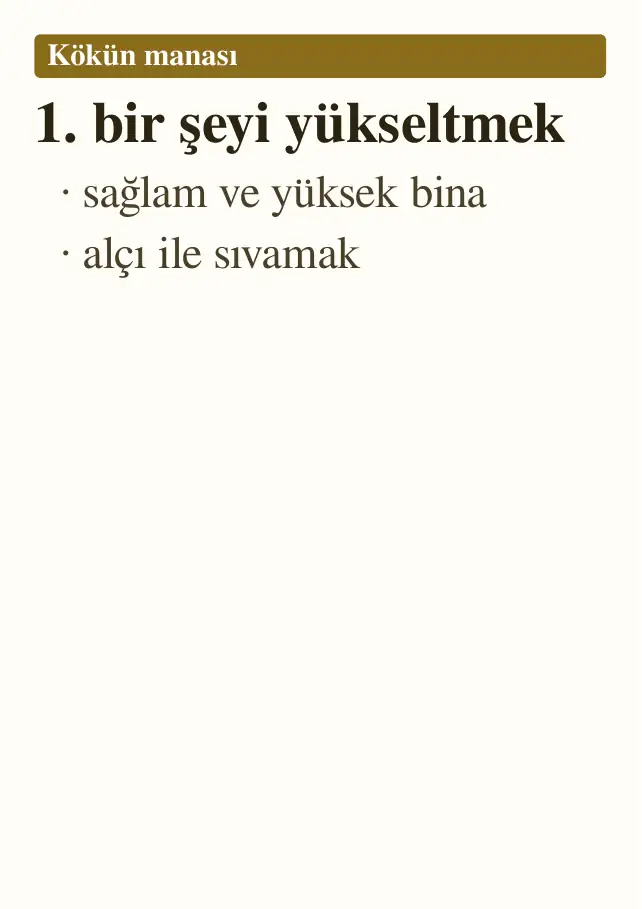 Kökün manası
1. bir şeyi yükseltmek
· sağlam ve yüksek bina
· alçı ile sıvamak